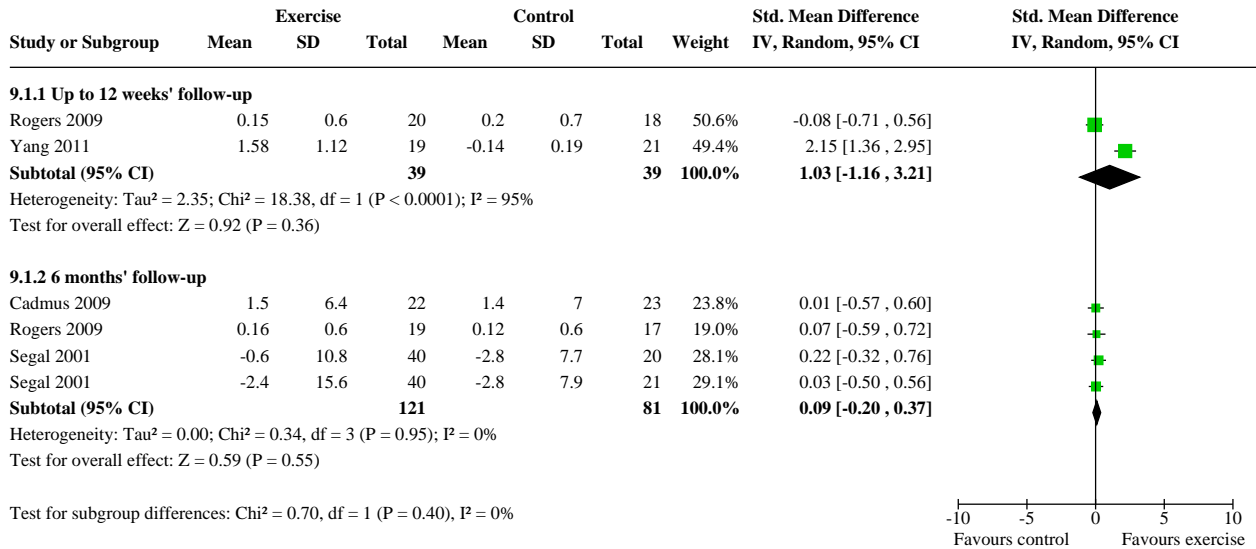 Exercise Control Std. Mean Difference Std. Mean Difference
Study or Subgroup Mean SD Total Mean SD Total Weight IV, Random, 95% CI IV, Random, 95% CI
9.1.1 Up to 12 weeks' follow-up
Rogers 2009 0.15 0.6 20 0.2 0.7 18 50.6% -0.08 [-0.71 , 0.56]
Yang 2011 1.58 1.12 19 -0.14 0.19 21 49.4% 2.15 [1.36 , 2.95]
Subtotal (95% CI) 39 39 100.0% 1.03 [-1.16 , 3.21]
Heterogeneity: Tau² = 2.35; Chi² = 18.38, df = 1 (P < 0.0001); I² = 95%
Test for overall effect: Z = 0.92 (P = 0.36)
9.1.2 6 months' follow-up
Cadmus 2009 1.5 6.4 22 1.4 7 23 23.8% 0.01 [-0.57 , 0.60]
Rogers 2009 0.16 0.6 19 0.12 0.6 17 19.0% 0.07 [-0.59 , 0.72]
Segal 2001 -0.6 10.8 40 -2.8 7.7 20 28.1% 0.22 [-0.32 , 0.76]
Segal 2001 -2.4 15.6 40 -2.8 7.9 21 29.1% 0.03 [-0.50 , 0.56]
Subtotal (95% CI) 121 81 100.0% 0.09 [-0.20 , 0.37]
Heterogeneity: Tau² = 0.00; Chi² = 0.34, df = 3 (P = 0.95); I² = 0%
Test for overall effect: Z = 0.59 (P = 0.55)
Test for subgroup differences: Chi² = 0.70, df = 1 (P = 0.40), I² = 0%
-10 -5 0 5 10
Favours control Favours exercise